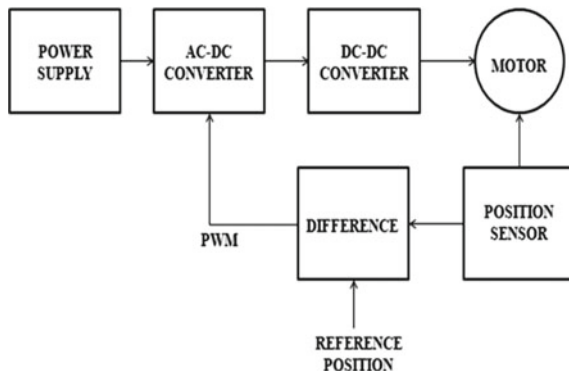 POWER
SUPPLY
AC-DC
CONVERTER
DC-DC
CONVERTER
MOTOR
PWM
DIFFERENCE
POSITION
SENSOR
REFERENCE
POSITION